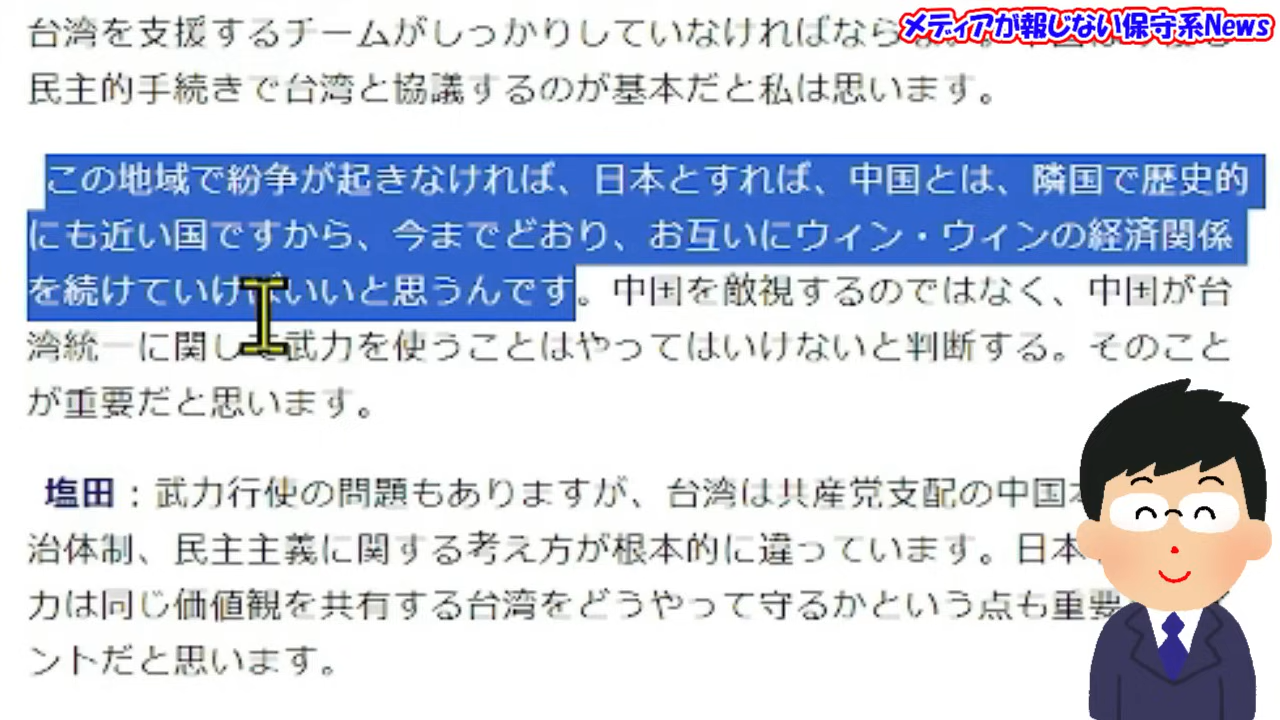 メディアが報じない保守系News
台湾を支援するチームがしっかりしていなければなら
民主的手続きで台湾と協議するのが基本だと私は思います。
この地域で紛争が起きなければ、日本とすれば、中国とは、隣国で歴史的
にも近い国ですから、今までどおり、お互いにウィン・ウィンの経済関係
を続けていけばいいと思うんです。中国を敵視するのではなく、中国が台
湾統一に関し 武力を使うことはやってはいけないと判断する。そのこと
が重要だと思います。
塩田：武力行使の問題もありますが、台湾は共産党支配の中国
治体制、民主主義に関する考え方が根本的に違っています。日本
力は同じ価値観を共有する台湾をどうやって守るかという点も重要
ントだと思います。